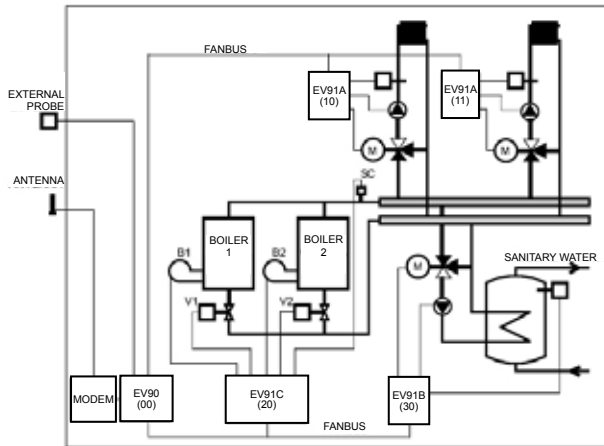 FANBUS
EXTERNAL
PROBE
EV91A
(10)
EV91A
(11)
M
M
ANTENNA
SC
BOILER
1
BOILER
2
B1
B2
SANITARY WATER
M
V1
V2
MODEM
EV90
(00)
EV91C
(20)
EV91B
(30)
FANBUS